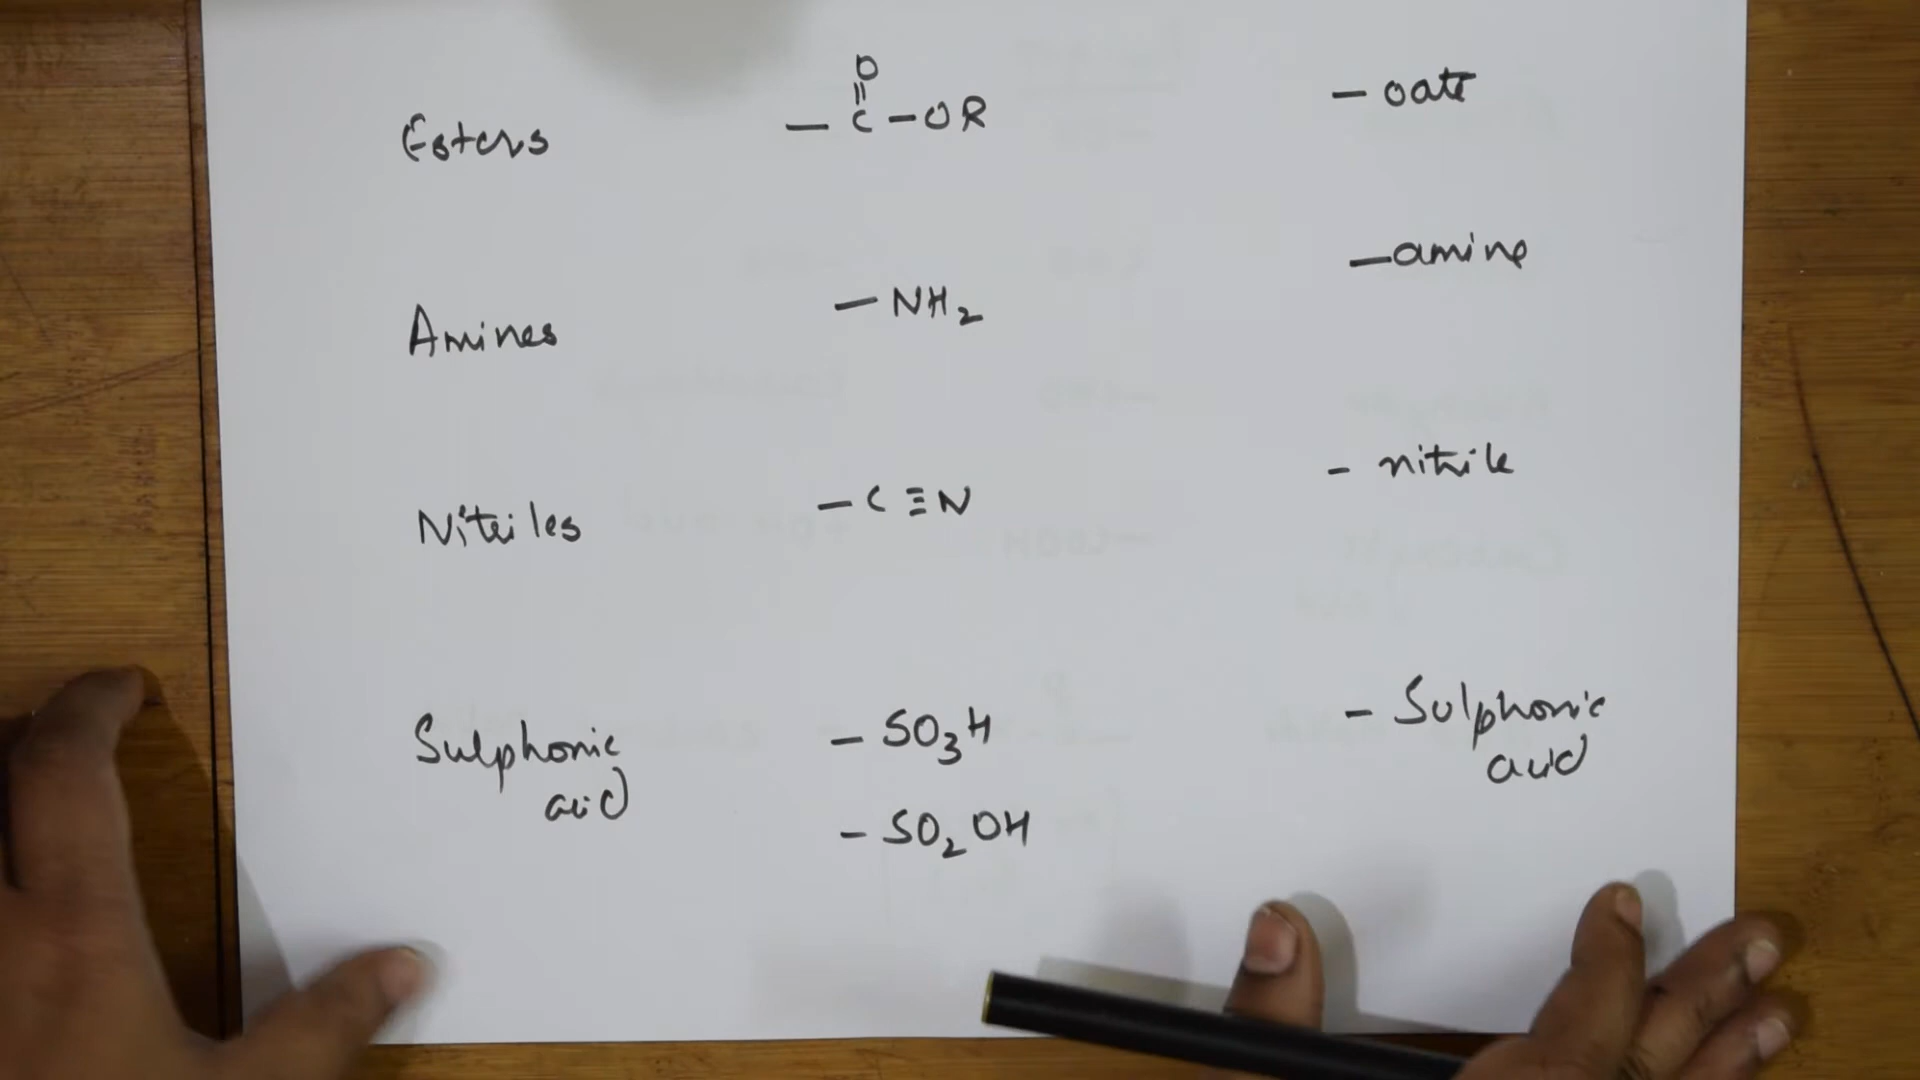 Esters — C(=O) — OR — oate
Amines — NH₂ — amine
Nitriles — C ≡ N - nitrile
Sulphonic acid — SO₃H - Sulphonic acid
- SO₂OH